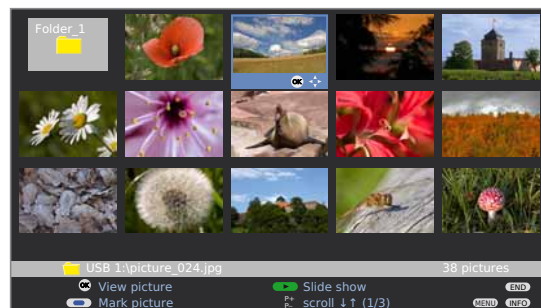 Folder_1
OK
USB 1:\picture_024.jpg 38 pictures
OK View picture Slide show END
Mark picture P+ P- scroll ↓↑ (1/3) MENU INFO